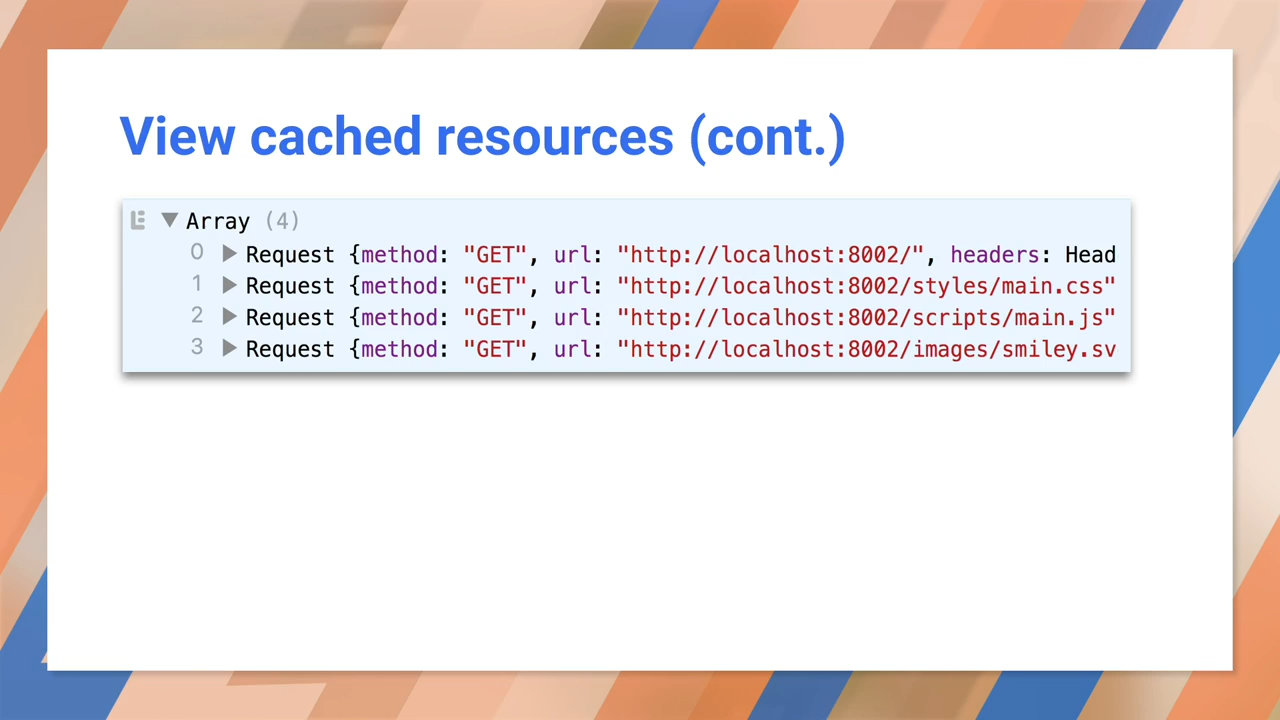 View cached resources (cont.)
Array (4)
0 Request {method: "GET", url: "http://localhost:8002/", headers: Head
1 Request {method: "GET", url: "http://localhost:8002/styles/main.css"
2 Request {method: "GET", url: "http://localhost:8002/scripts/main.js"
3 Request {method: "GET", url: "http://localhost:8002/images/smiley.sv